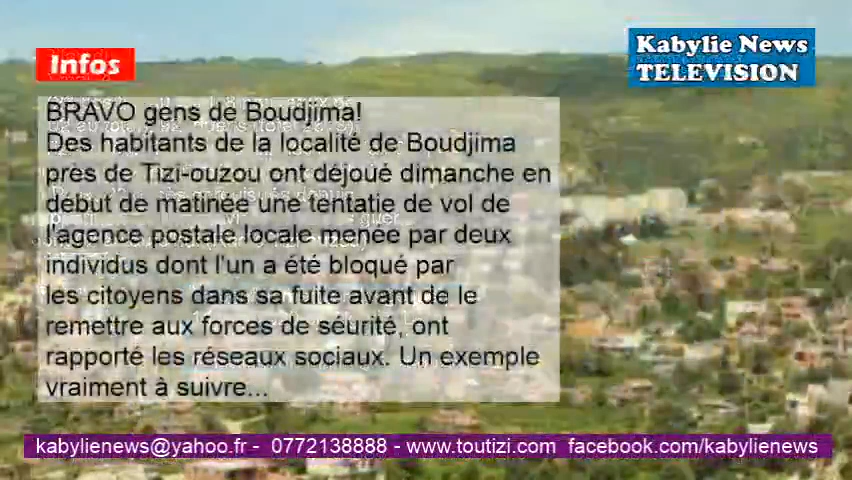 Infos
Kabylie News
TELEVISION
BRAVO gens de Boudjima!
Des habitants de la localité de Boudjima
près de Tizi-ouzou ont déjoué dimanche en
début de matinée une tentatie de vol de
l'agence postale locale menée par deux
individus dont l'un a été bloqué par
les citoyens dans sa fuite avant de le
remettre aux forces de séurité, ont
rapporté les réseaux sociaux. Un exemple
vraiment à suivre...
kabylienews@yahoo.fr - 0772138888 - www.toutizi.com facebook.com/kabylienews